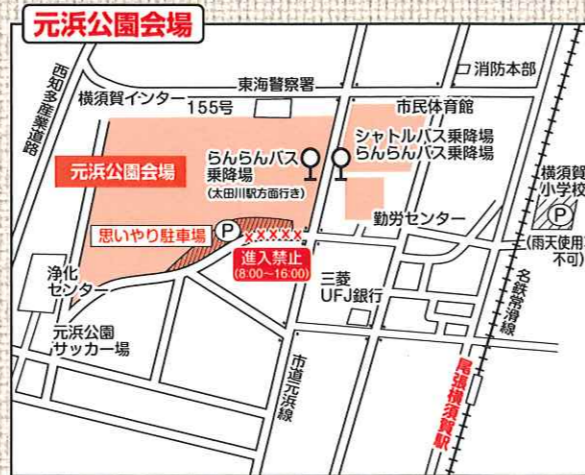 元浜公園会場
西知多産業道路
横須賀インター
155号
東海警察署
消防本部
市民体育館
シャトルバス乗降場
らんらんバス乗降場
らんらんバス
乗降場
(太田川駅方面行き)
元浜公園会場
横須賀
小学校
P
(雨天使用
不可)
勤労センター
思いやり駐車場
P
進入禁止
(8:00~16:00)
浄化
センター
三菱
UFJ銀行
名鉄常滑線
元浜公園
サッカー場
市道元浜線
尾張横須賀駅